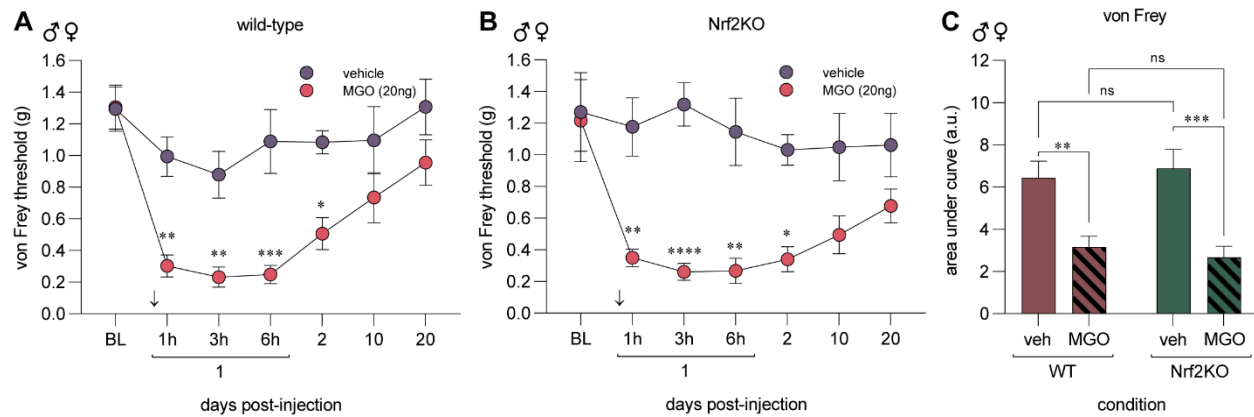 A
♂♀
wild-type
vehicle
MGO (20ng)
von Frey threshold (g)
1.6
1.4
1.2
1.0
0.8
0.6
0.4
0.2
0.0
**
**
***
*
↓
BL
1h
3h
6h
2
10
20
1
days post-injection
B
♂♀
Nrf2KO
vehicle
MGO (20ng)
von Frey threshold (g)
1.6
1.4
1.2
1.0
0.8
0.6
0.4
0.2
0.0
**
****
**
*
↓
BL
1h
3h
6h
2
10
20
1
days post-injection
C
♂♀
von Frey
area under curve (a.u.)
12
10
8
6
4
2
0
ns
ns
**
***
veh
MGO
veh
MGO
WT
Nrf2KO
condition